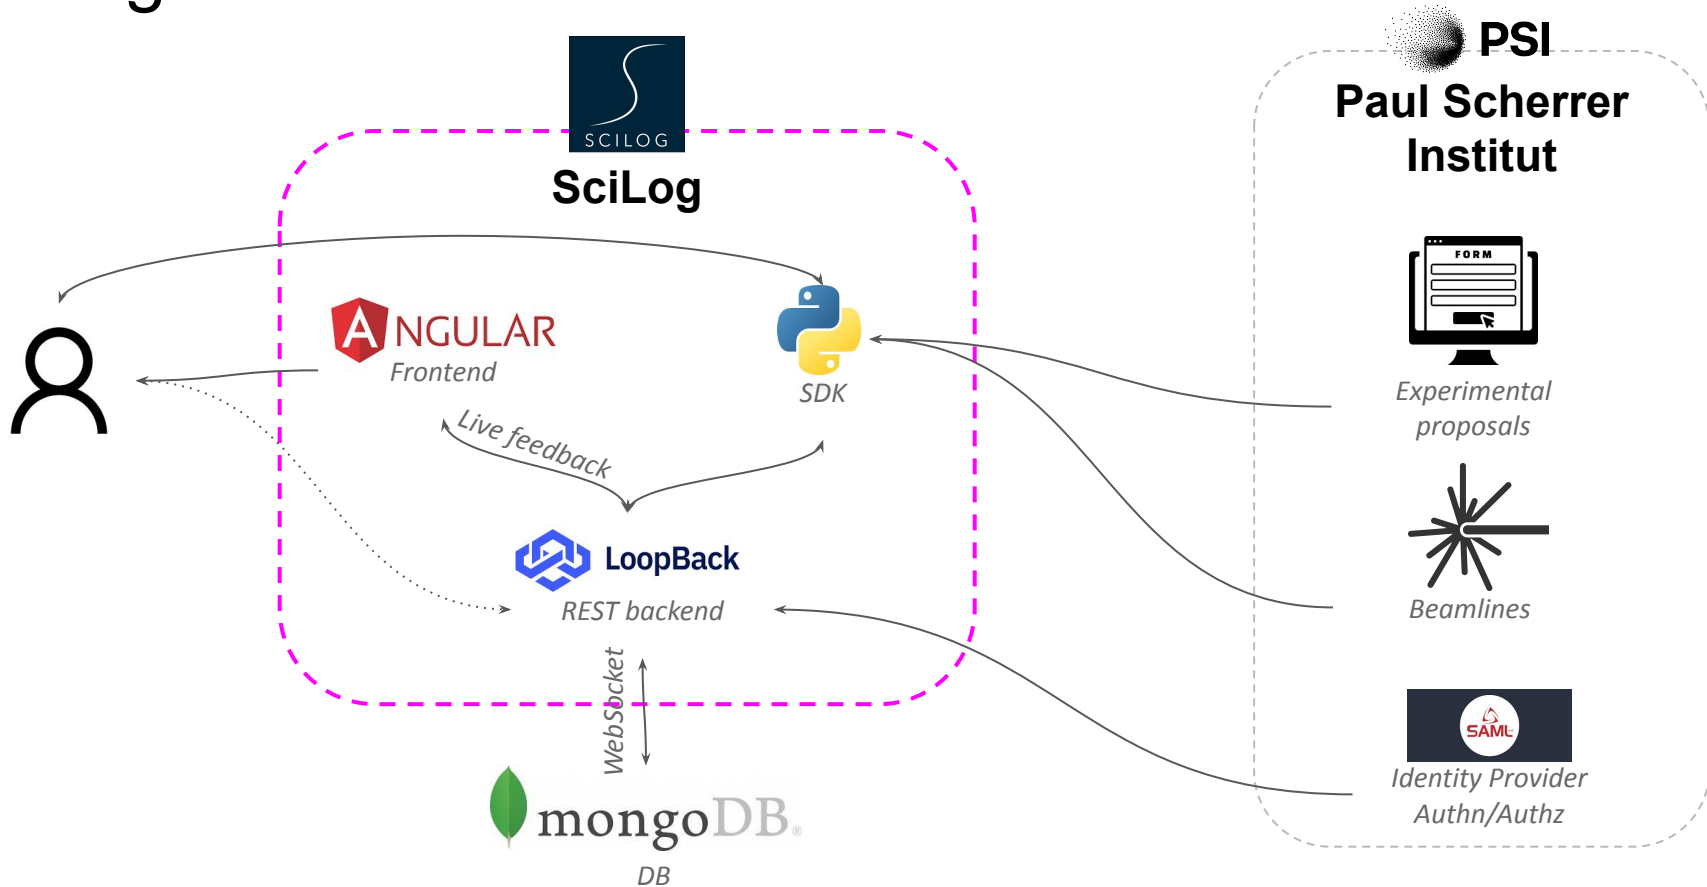 g
PSI
Paul Scherrer
Institut
SCILOG
SciLog
FORM
ANGULAR
Frontend
SDK
Experimental
proposals
Live feedback
LoopBack
REST backend
Beamlines
WebSocket
SAML
Identity Provider
Authn/Authz
mongoDB®
DB